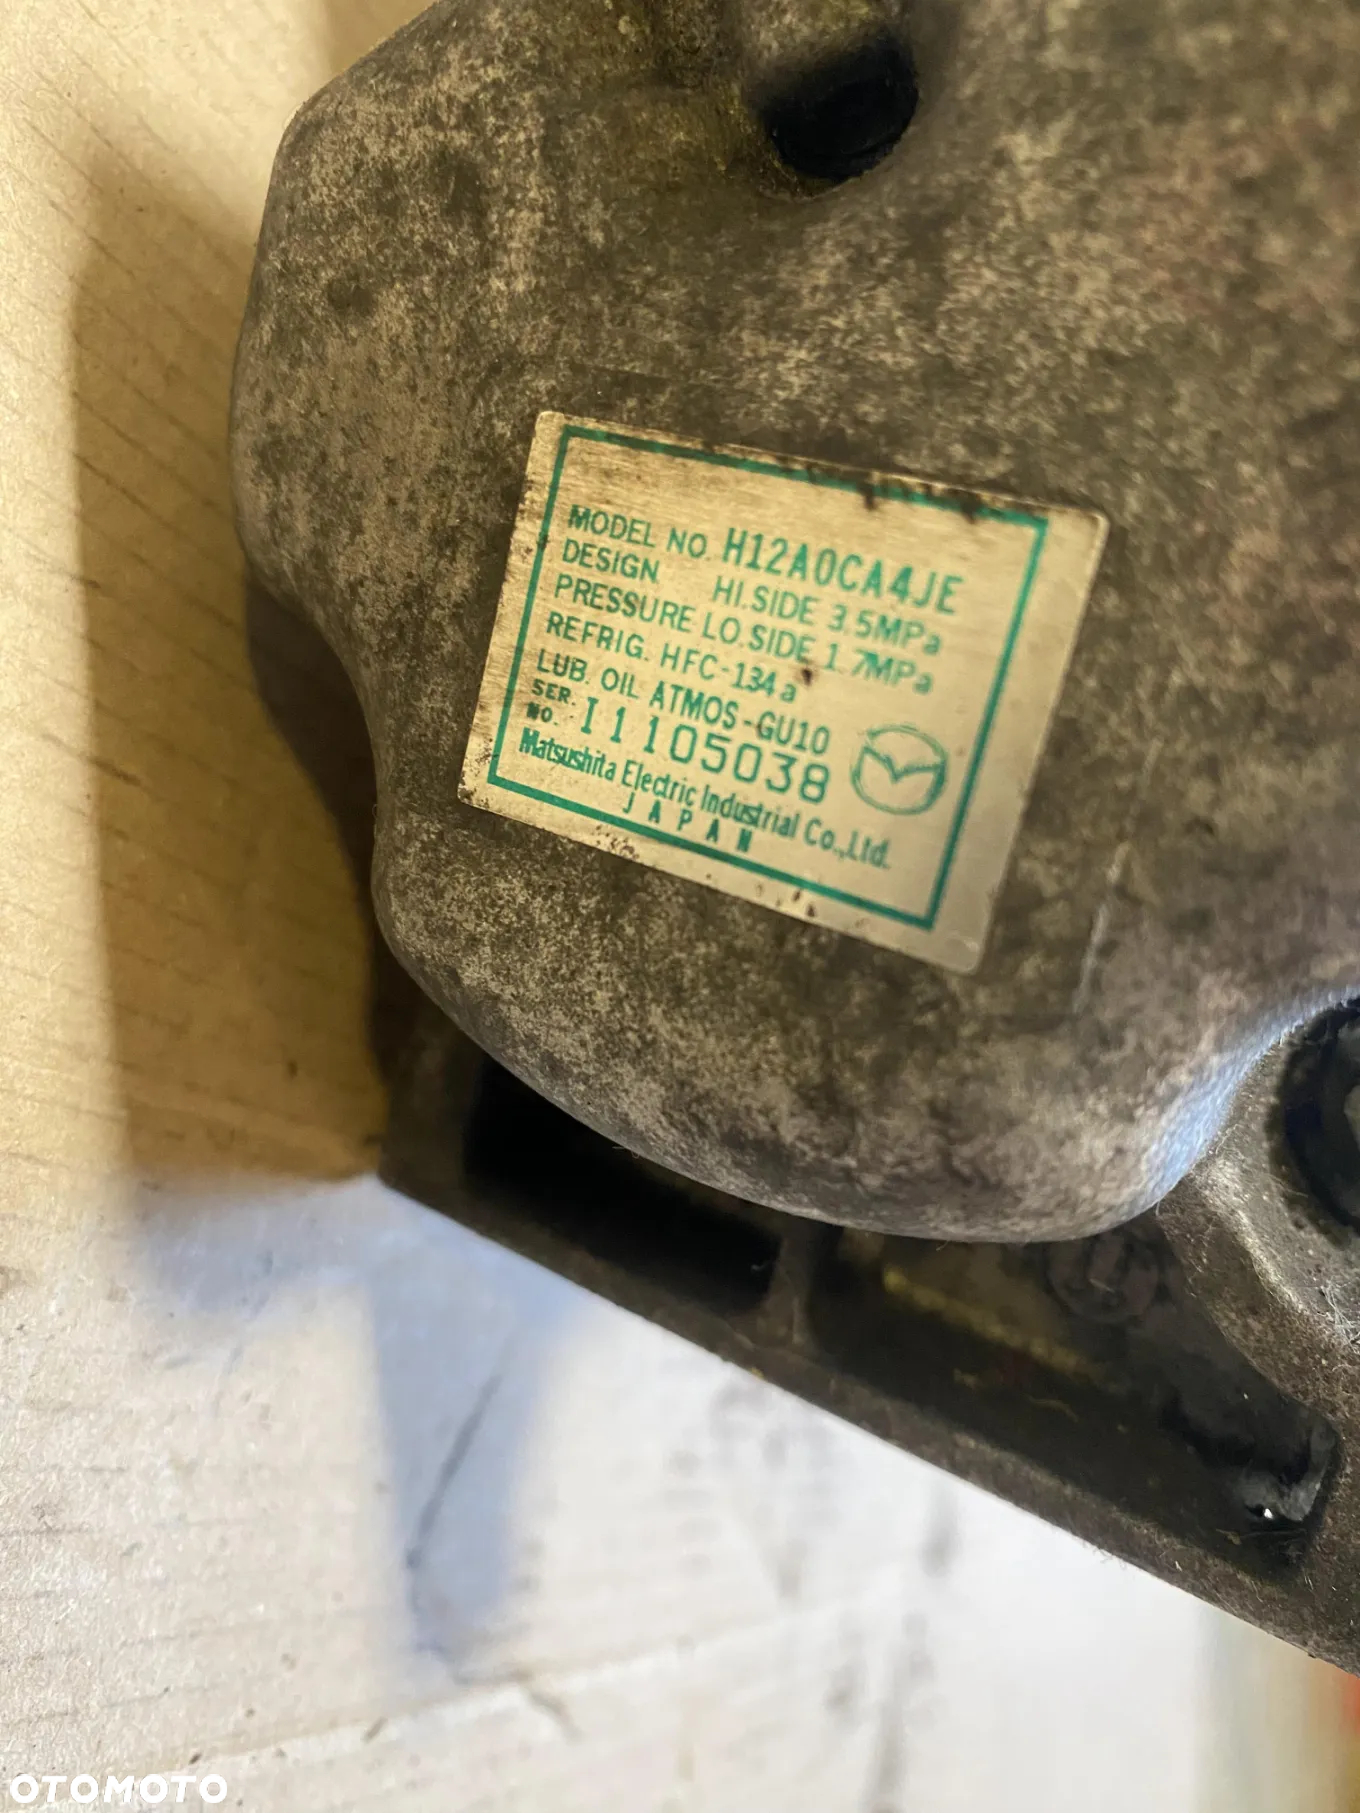 MODEL NO. H12A0CA4JE
DESIGN. HI.SIDE 3.5MPa
PRESSURE LO.SIDE 1.7MPa
REFRIG. HFC-134a
LUB. OIL ATMOS-GU10
SER. NO. I1105038
Matsushita Electric Industrial Co.,Ltd.
JAPAN
OTOMOTO